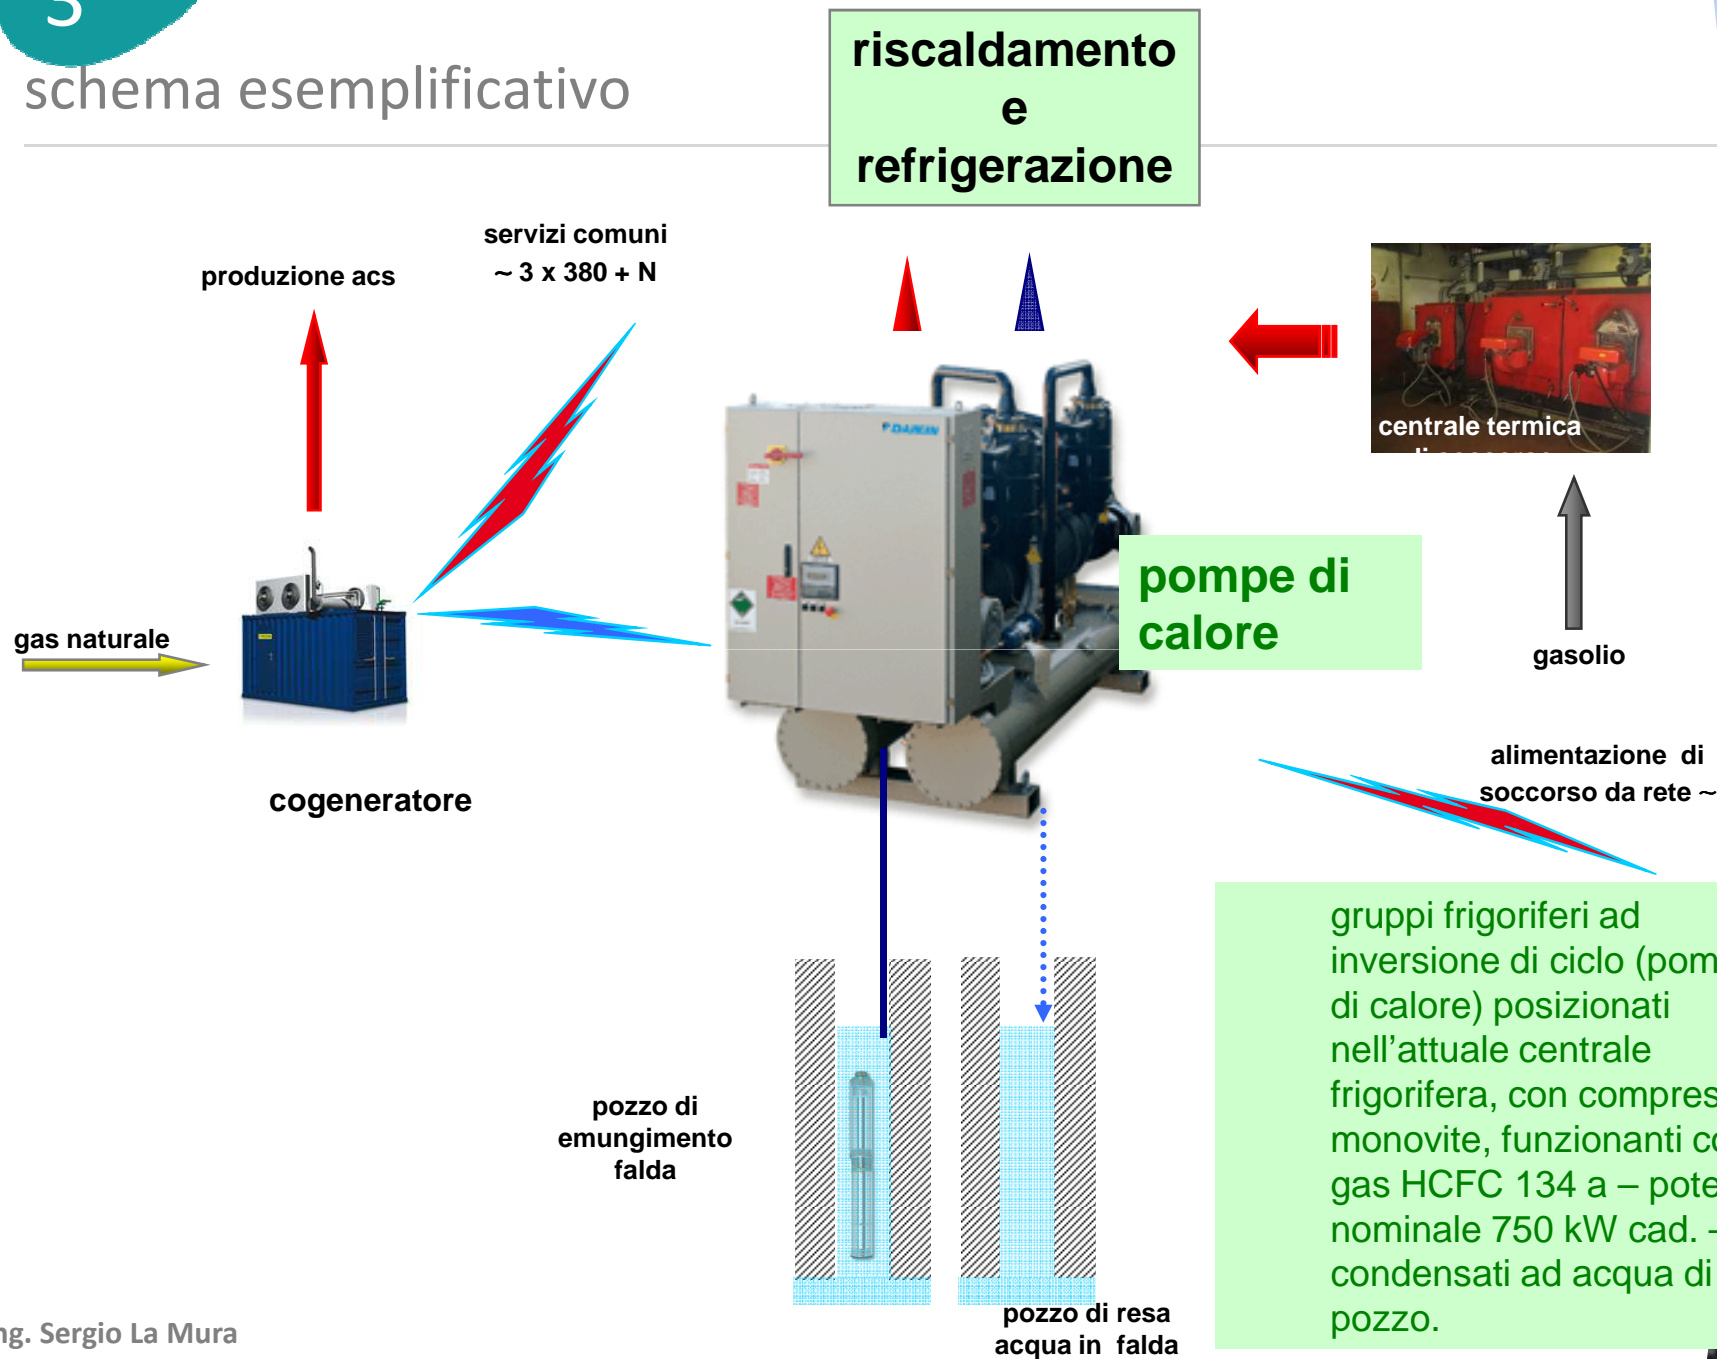 3
schema esemplificativo
riscaldamento
e
refrigerazione
servizi comuni
~ 3 x 380 + N
produzione acs
DAIKIN
centrale termica
pompe di
calore
gas naturale
gasolio
cogeneratore
alimentazione di
soccorso da rete ~
gruppi frigoriferi ad
inversione di ciclo (pom
di calore) posizionati
nell’attuale centrale
frigorifera, con compres
monovite, funzionanti co
gas HCFC 134 a – pote
nominale 750 kW cad. -
condensati ad acqua di
pozzo.
pozzo di
emungimento
falda
pozzo di resa
acqua in falda
ng. Sergio La Mura